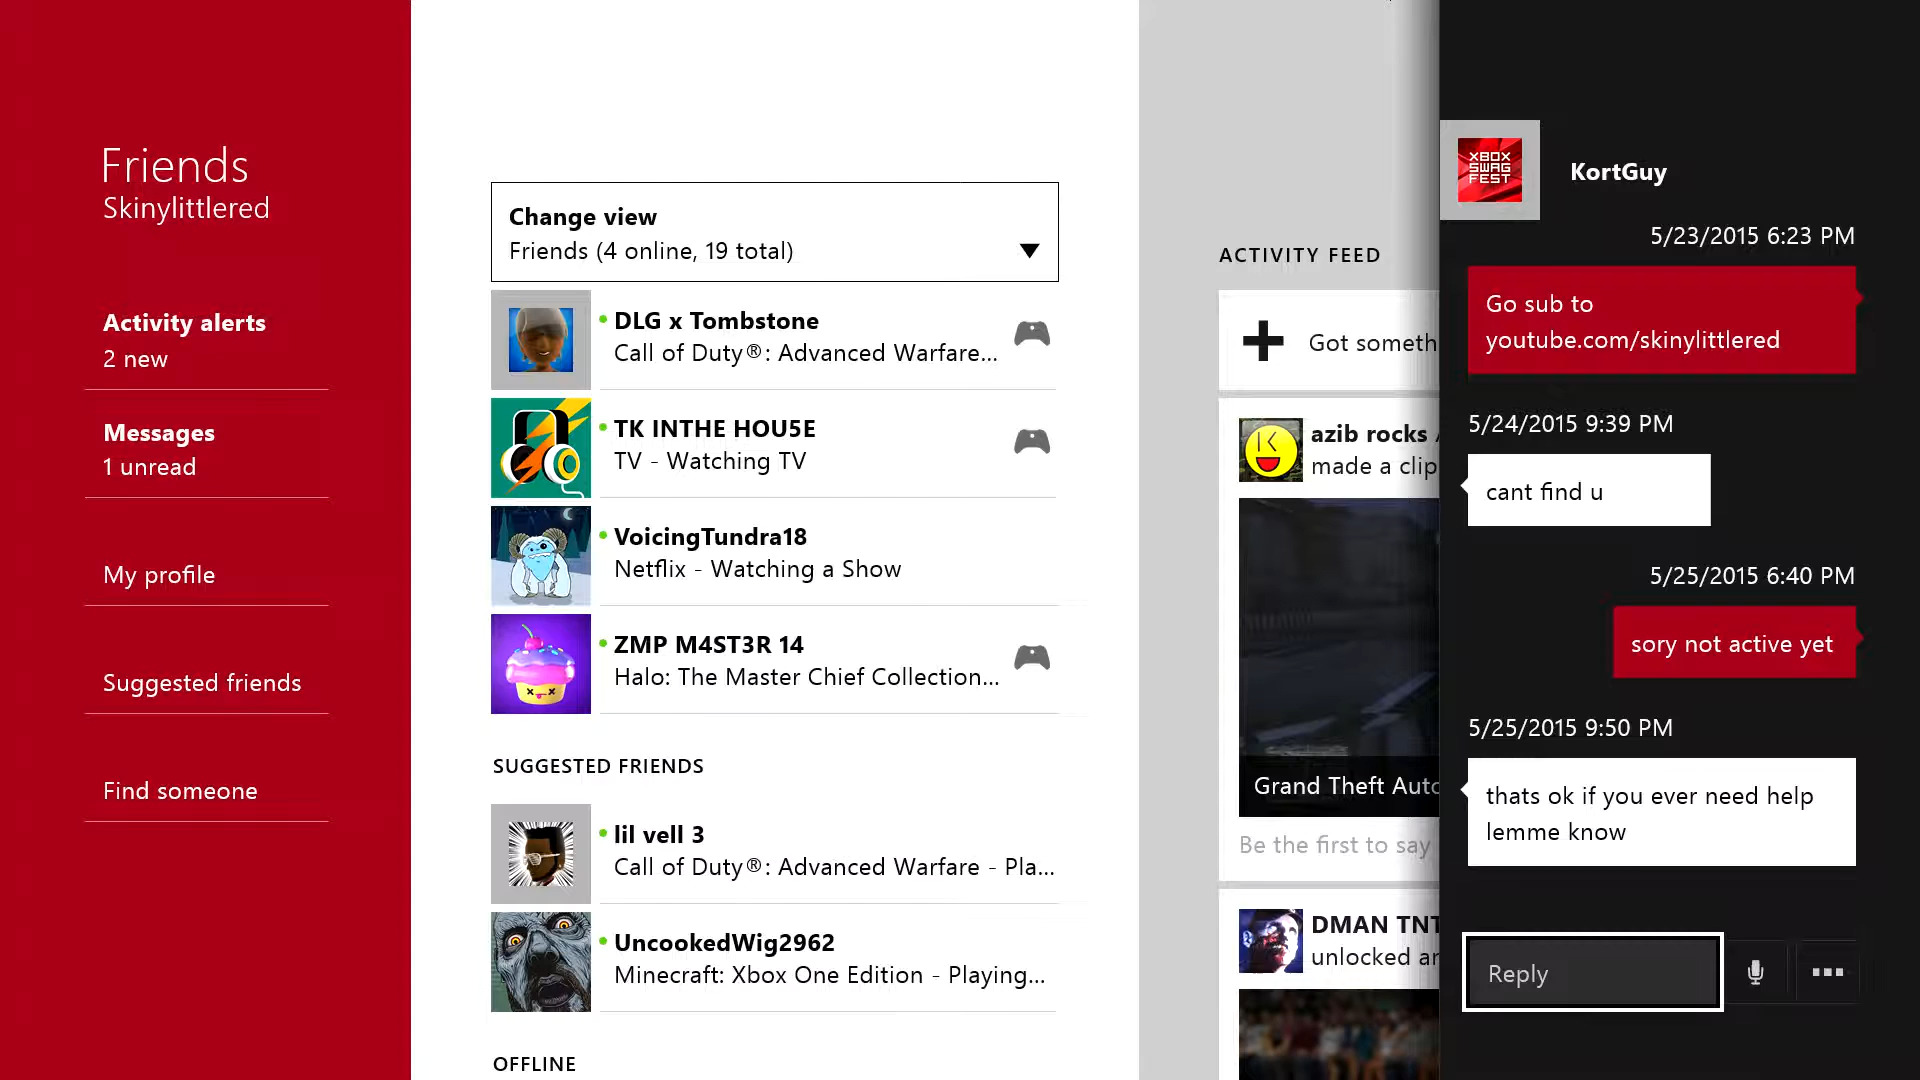 Friends
Skinylittlered
Activity alerts
2 new
Messages
1 unread
My profile
Suggested friends
Find someone
Change view
Friends (4 online, 19 total)
DLG x Tombstone
Call of Duty®: Advanced Warfare...
TK INTHE HOU5E
TV - Watching TV
VoicingTundra18
Netflix - Watching a Show
ZMP M4ST3R 14
Halo: The Master Chief Collection...
SUGGESTED FRIENDS
lil vell 3
Call of Duty®: Advanced Warfare - Pla...
UncookedWig2962
Minecraft: Xbox One Edition - Playing...
OFFLINE
ACTIVITY FEED
Got someth
azib rocks
made a clip
Grand Theft Auto
Be the first to say
DMAN TNT
unlocked
XBOX
SWAG
FEST
KortGuy
5/23/2015 6:23 PM
Go sub to
youtube.com/skinylittlered
5/24/2015 9:39 PM
cant find u
5/25/2015 6:40 PM
sory not active yet
5/25/2015 9:50 PM
thats ok if you ever need help
lemme know
Reply